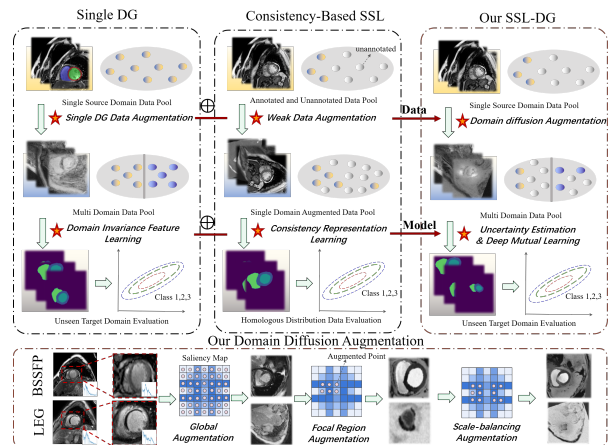 Single DG
Consistency-Based SSL
Our SSL-DG
unannotated
Single Source Domain Data Pool
Annotated and Unannotated Data Pool
Single Source Domain Data Pool
Data
Single DG Data Augmentation
Weak Data Augmentation
Domain diffusion Augmentation
Multi Domain Data Pool
Single Domain Augmented Data Pool
Multi Domain Data Pool
Model
Domain Invariance Feature
Learning
Consistency Representation
Learning
Uncertainty Estimation
& Deep Mutual Learning
Class 1,2,3
Class 1,2,3
Class 1,2,3
Unseen Target Domain Evaluation
Homologous Distribution Data Evaluation
Unseen Target Domain Evaluation
Our Domain Diffusion Augmentation
BSSFP
LEG
Saliency Map
Augmented Point
Global
Augmentation
Focal Region
Augmentation
Scale-balancing
Augmentation